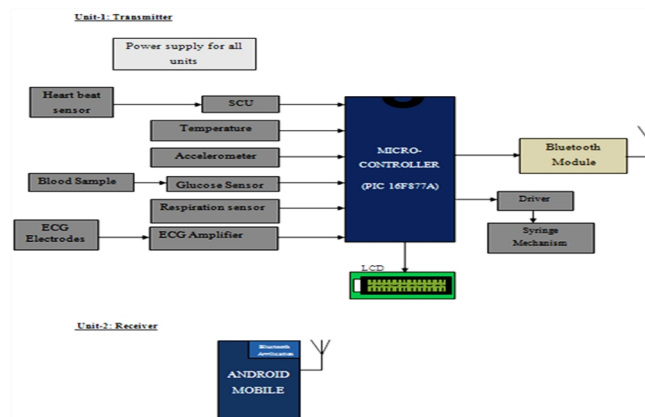 Unit-1: Transmitter
Power supply for all
units
Heart beat
sensor
SCU
Temperature
Accelerometer
Blood Sample
Glucose Sensor
Respiration sensor
ECG
Electrodes
ECG Amplifier
MICRO-
CONTROLLER
(PIC 16F877A)
Bluetooth
Module
Driver
Syringe
Mechanism
LCD
Unit-2: Receiver
Bluetooth
Application
ANDROID
MOBILE